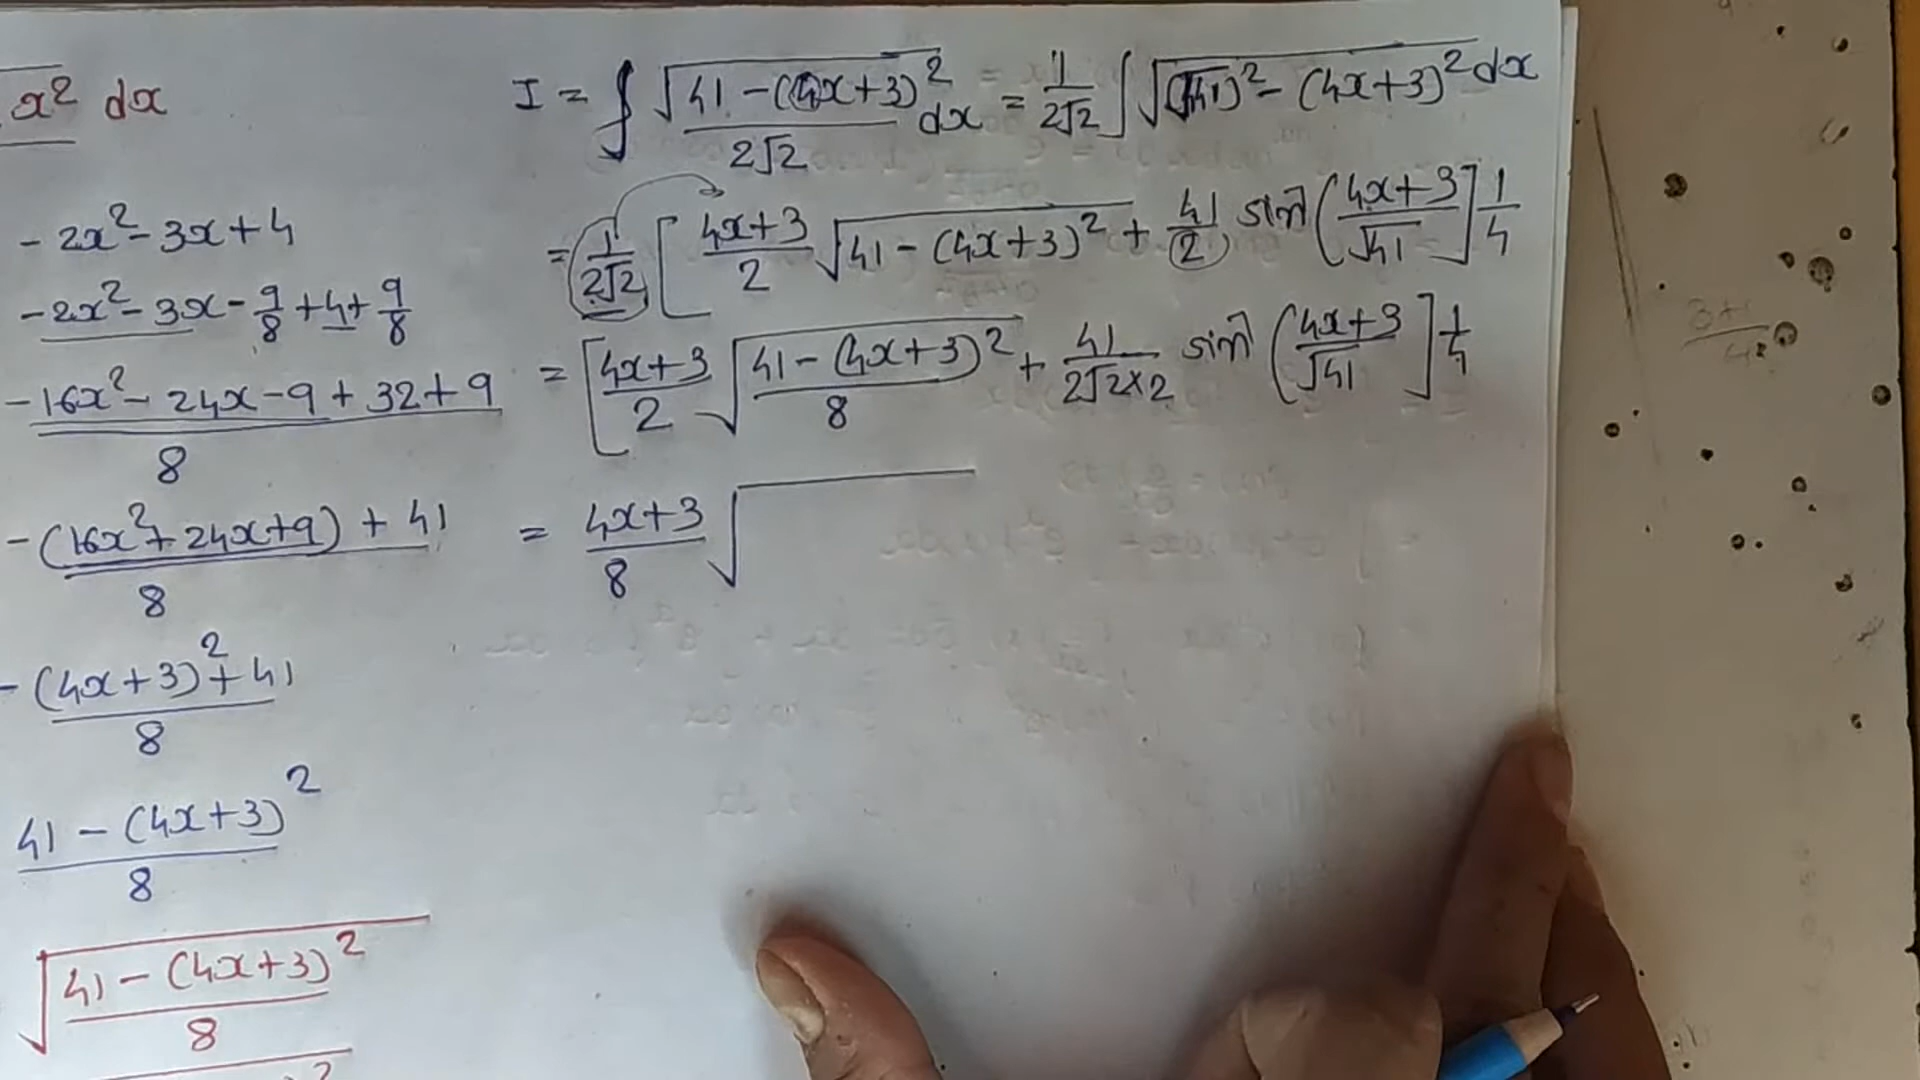 x² dx
-2x²-3x+4
-2x²-3x-9/8+4+9/8
-16x²-24x-9+32+9
8
-(16x²+24x+9)+41
8
-(4x+3)²+41
8
41-(4x+3)²
8
√(41-(4x+3)²
8
I = ∫ √(41-(4x+3)²)/2√2 dx = 1/2√2 ∫ √((√41)²-(4x+3)²) dx
= 1/2√2 [ (4x+3)/2 √(41-(4x+3)²) + 41/2 sin⁻¹((4x+3)/√41 ] 1/4
= [ (4x+3)/2 √((41-(4x+3)²)/8) + 41/(2√2×2) sin⁻¹((4x+3)/√41 ] 1/4
= (4x+3)/8 √